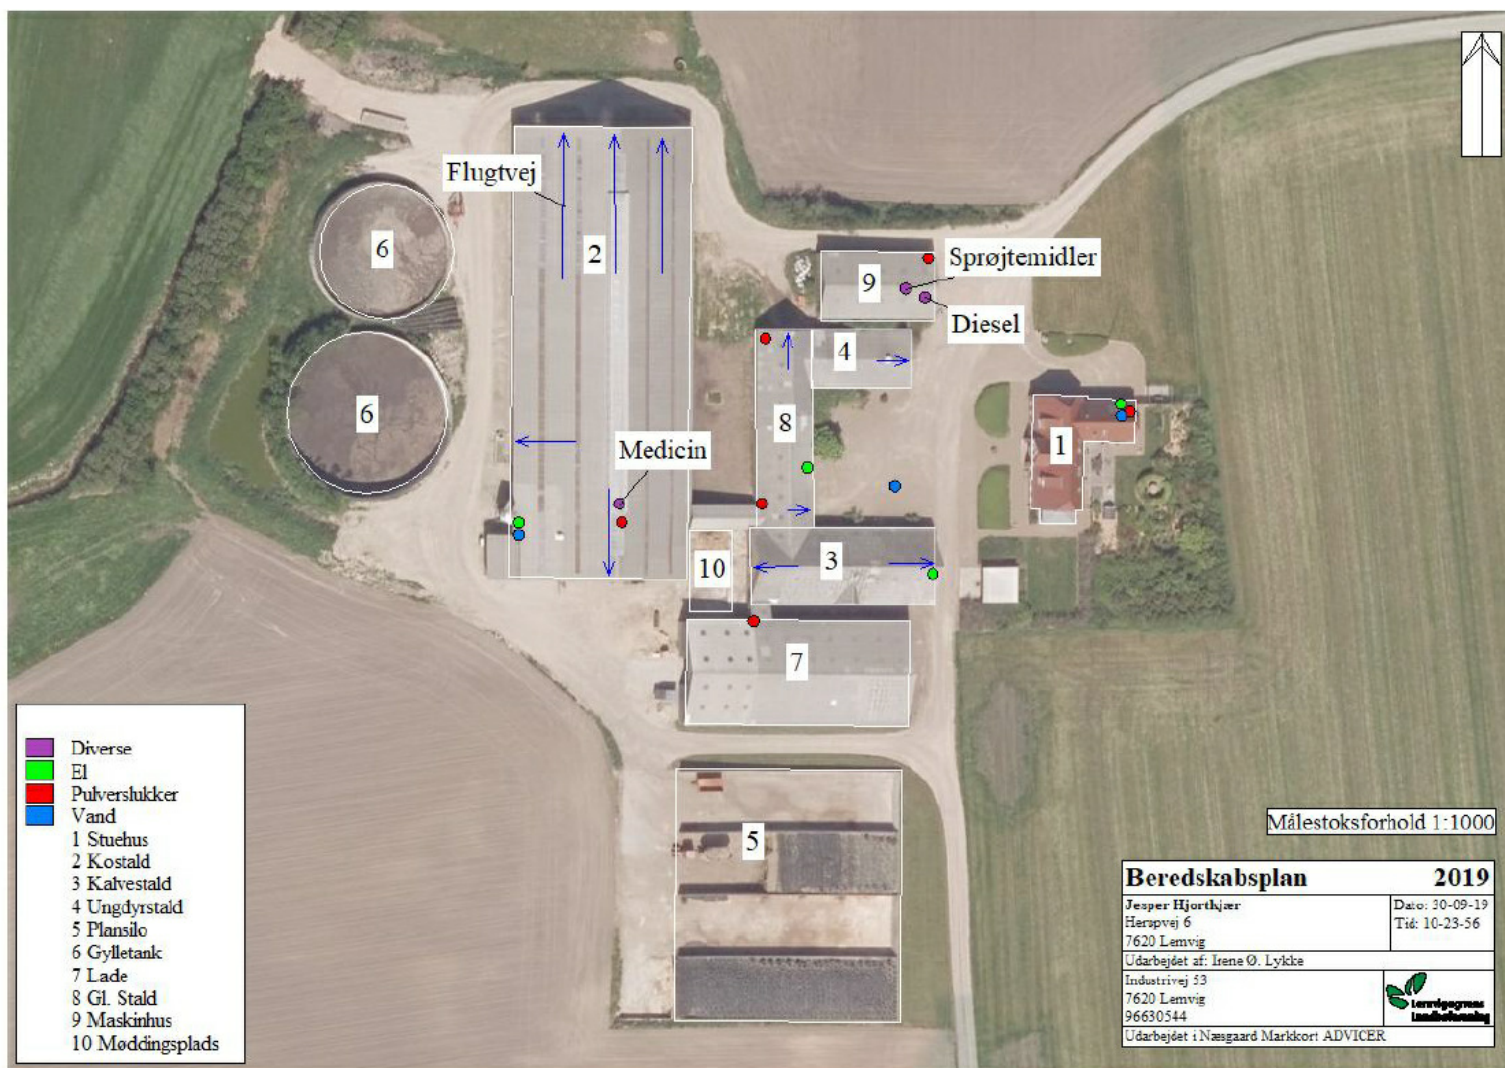 Flugtvej
2
6
Sprøjtemidler
9
Diesel
4
6
8
1
Medicin
10
3
7
5
Diverse
El
Pulverslukker
Vand
1 Stuehus
2 Kostald
3 Kalvestald
4 Ungdyrstald
5 Plansilo
6 Gylletank
7 Lade
8 Gl. Stald
9 Maskinhus
10 Møddingsplads
Målestoksforhold 1:1000
Beredskabsplan 2019
Jesper Hjorthjær
Dato: 30-09-19
Herupvej 6
Tid: 10-23-56
7620 Lemvig
Udarbejdet af: Irene Ø. Lykke
Industrivej 53
7620 Lemvig
96630544
Lemvigegnens
Landboforening
Udarbejdet i Næsgaard Markkort ADVICER